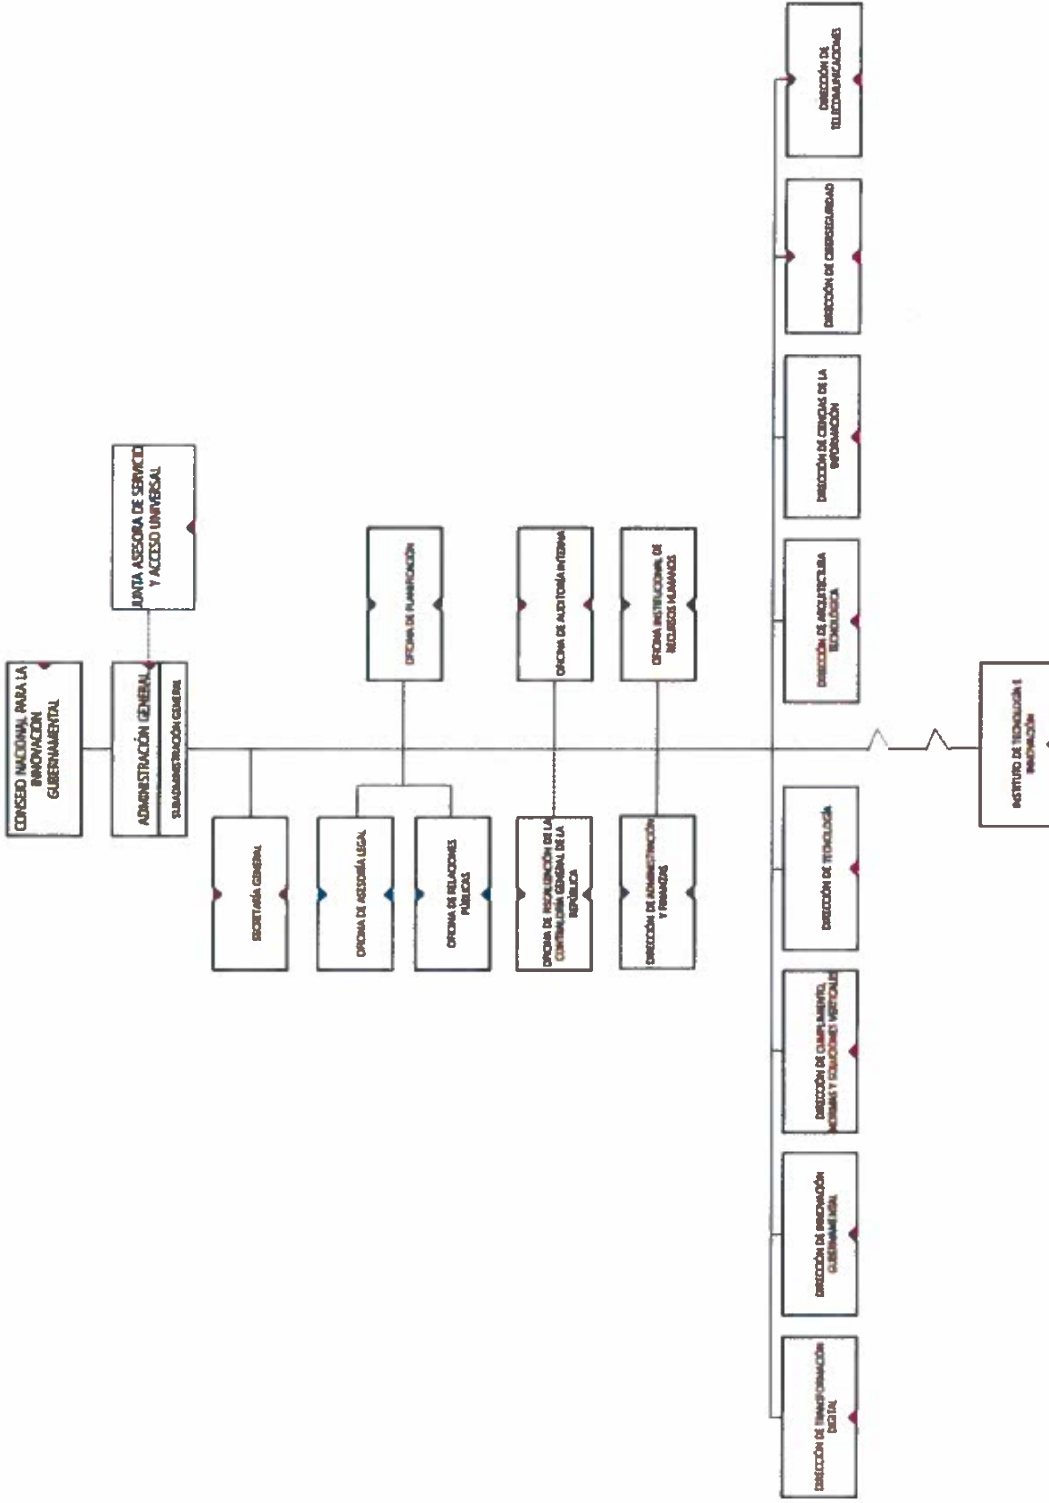 CONSEJO NACIONAL PARA LA
INNOVACIÓN
GUBERNAMENTAL
ADMINISTRACIÓN GENERAL
SUBADMINISTRACIÓN GENERAL
JUNTA ASESORA DE SERVICIO
Y ACCESO UNIVERSAL
SECRETARÍA GENERAL
OFICINA DE ASESORÍA LEGAL
OFICINA DE RELACIONES
PÚBLICAS
OFICINA DE PLANIFICACIÓN
OFICINA DE FISCALIZACIÓN DE LA
CONTRALORÍA GENERAL DE LA
REPÚBLICA
OFICINA DE AUDITORÍA INTERNA
DIRECCIÓN DE ADMINISTRACIÓN
Y FINANZAS
OFICINA INSTITUCIONAL DE
RECURSOS HUMANOS
DIRECCIÓN DE TRANSFORMACIÓN
DIGITAL
DIRECCIÓN DE INNOVACIÓN
GUBERNAMENTAL
DIRECCIÓN DE CUMPLIMIENTO,
NORMAS Y SOLUCIONES VERTICALES
DIRECCIÓN DE TECNOLOGÍA
DIRECCIÓN DE ARQUITECTURA
TECNOLÓGICA
DIRECCIÓN DE CIENCIAS DE LA
INFORMACIÓN
DIRECCIÓN DE CIBERSEGURIDAD
DIRECCIÓN DE
TELECOMUNICACIONES
INSTITUTO DE TECNOLOGÍA E
INNOVACIÓN